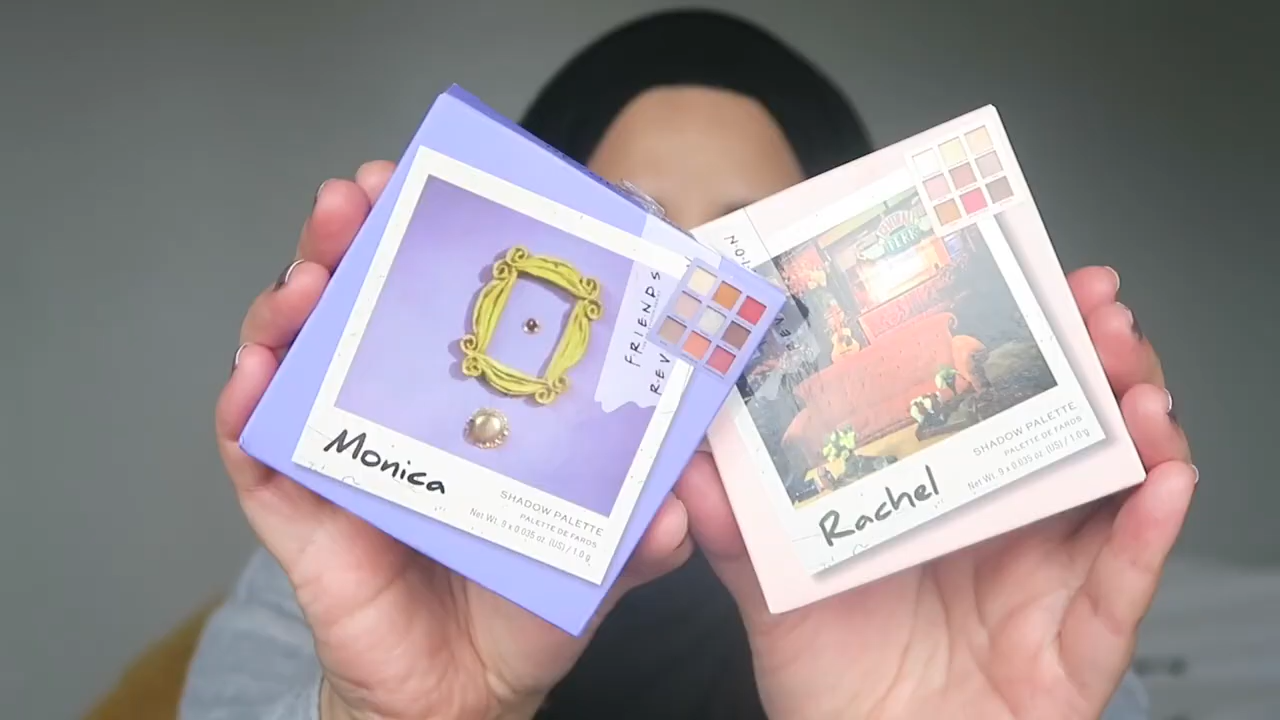 Monica
SHADOW PALETTE
PALETTE DE FARDS
Net Wt. 9 x 0.035 oz. (US) / 1.0 g
FRIENDS
REV
PERK
Rachel
SHADOW PALETTE
PALETTE DE FARDS
Net Wt. 9 x 0.035 oz. (US) / 1.0 g